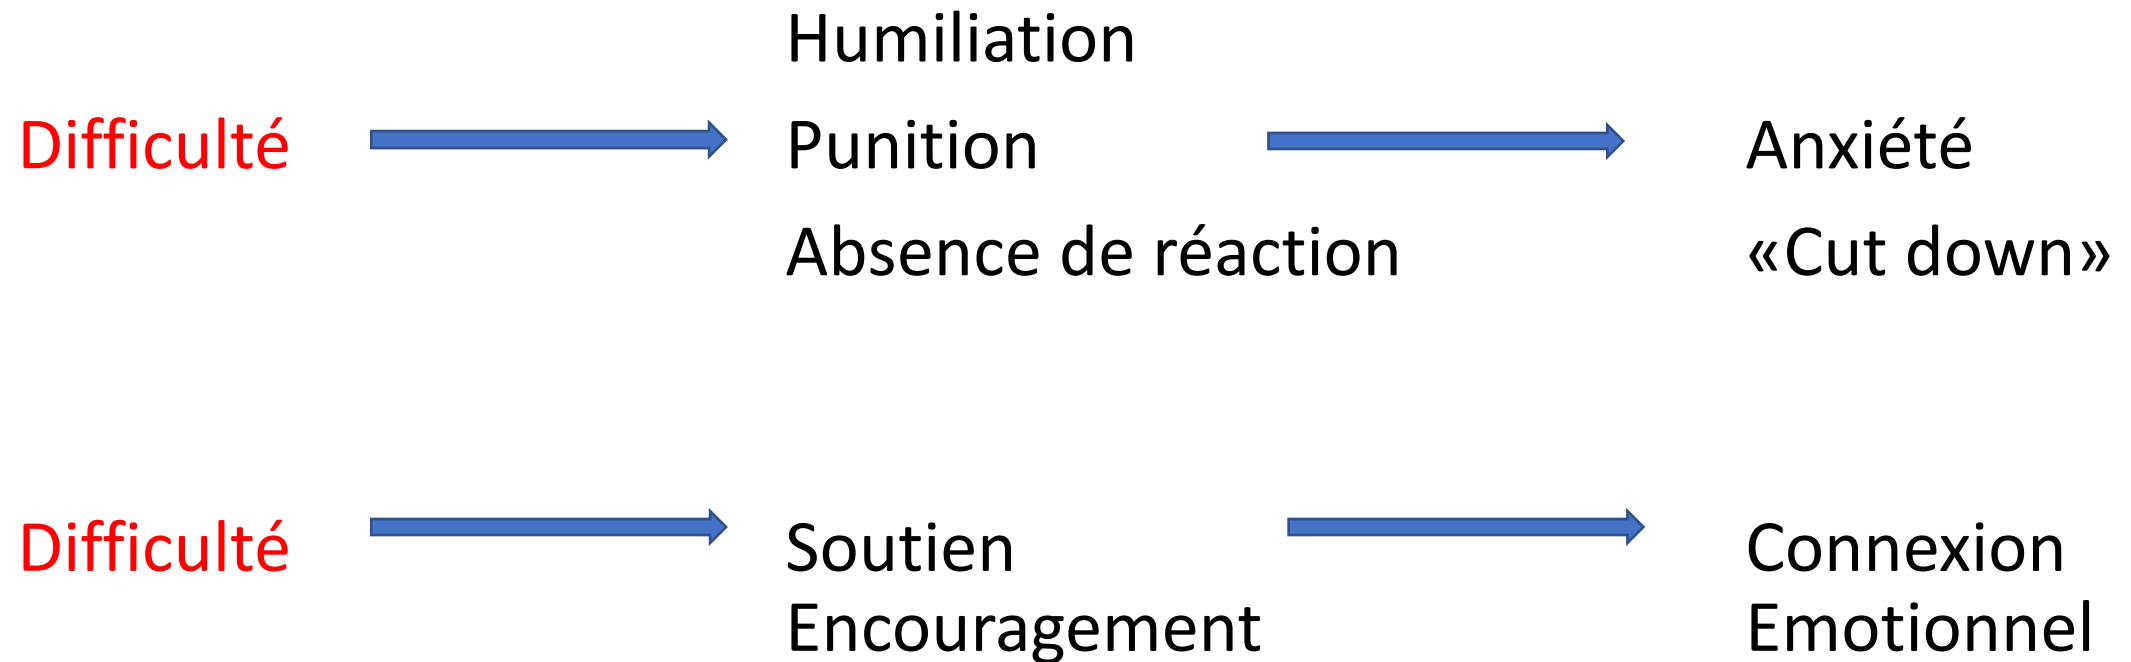 Humiliation
Difficulté Punition Anxiété
Absence de réaction «Cut down»
Difficulté Soutien Connexion
Encouragement Emotionnel